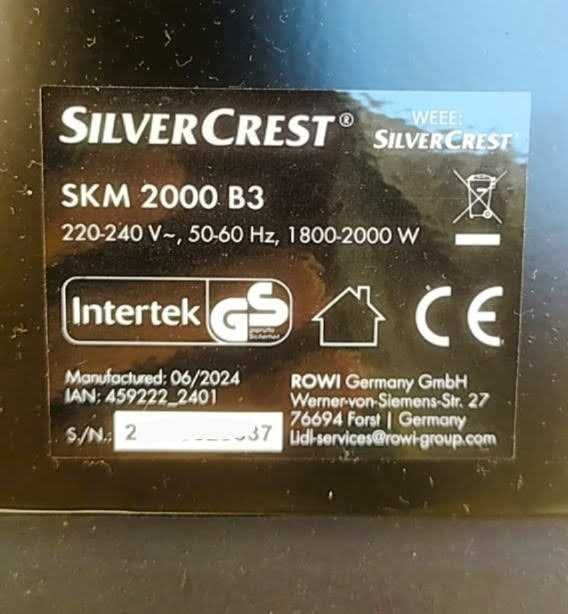 SILVERCREST®
WEEE:
SILVERCREST
SKM 2000 B3
220-240 V~, 50-60 Hz, 1800-2000 W
Intertek GS
geprüfte
Sicherheit
CE
Manufactured: 06/2024
IAN: 459222_2401
S/N.: 2
ROWI Germany GmbH
Werner-von-Siemens-Str. 27
76694 Forst | Germany
Lidl-services@rowi-group.com